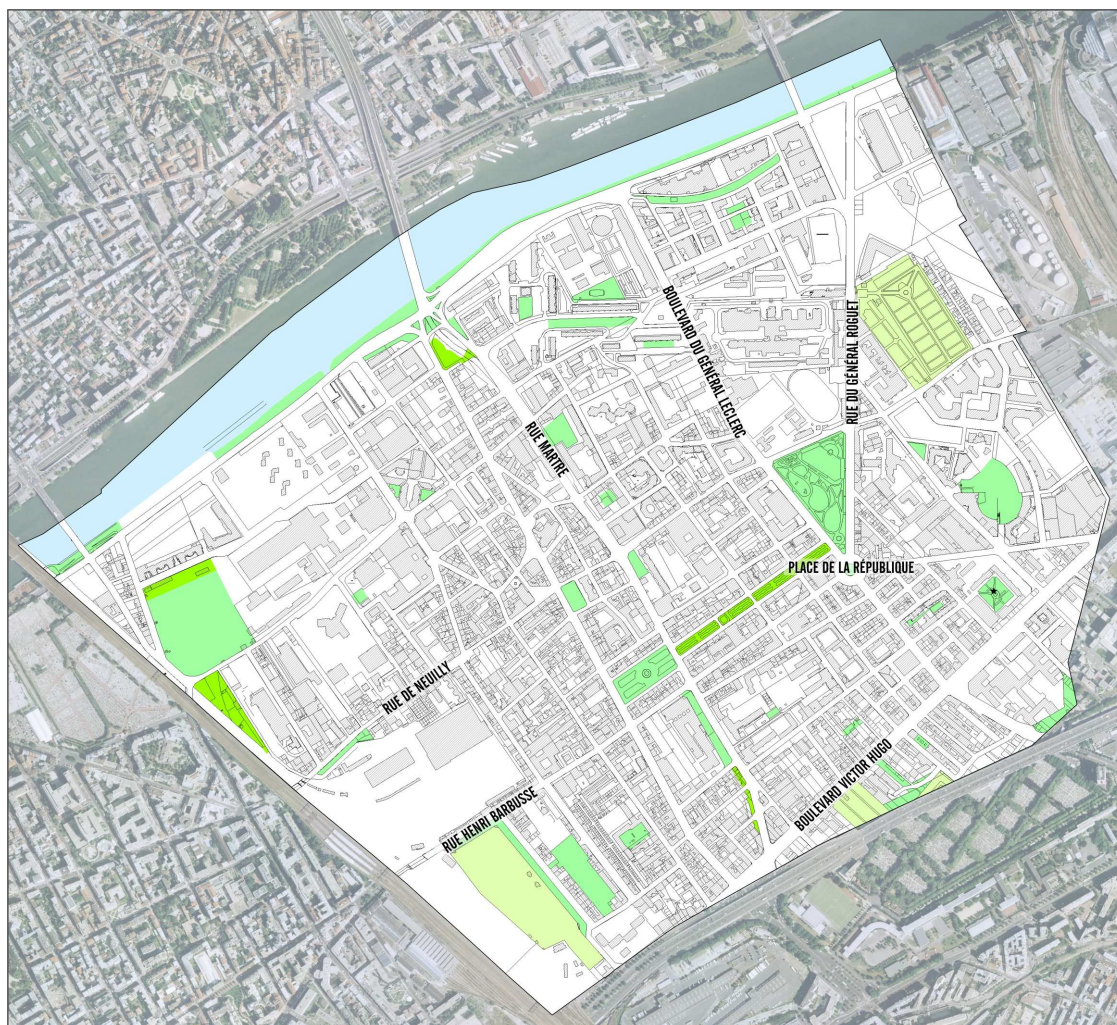 BOULEVARD DU GÉNÉRAL LECLERC
RUE DU GÉNÉRAL ROGUET
RUE MARTRE
PLACE DE LA RÉPUBLIQUE
RUE DE NEUILLY
BOULEVARD VICTOR HUGO
RUE HENRI BARBUSSE